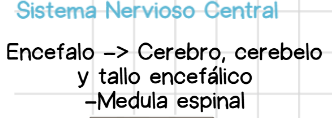 Sistema Nervioso Central
Encefalo –> Cerebro, cerebelo
y tallo encefálico
–Medula espinal